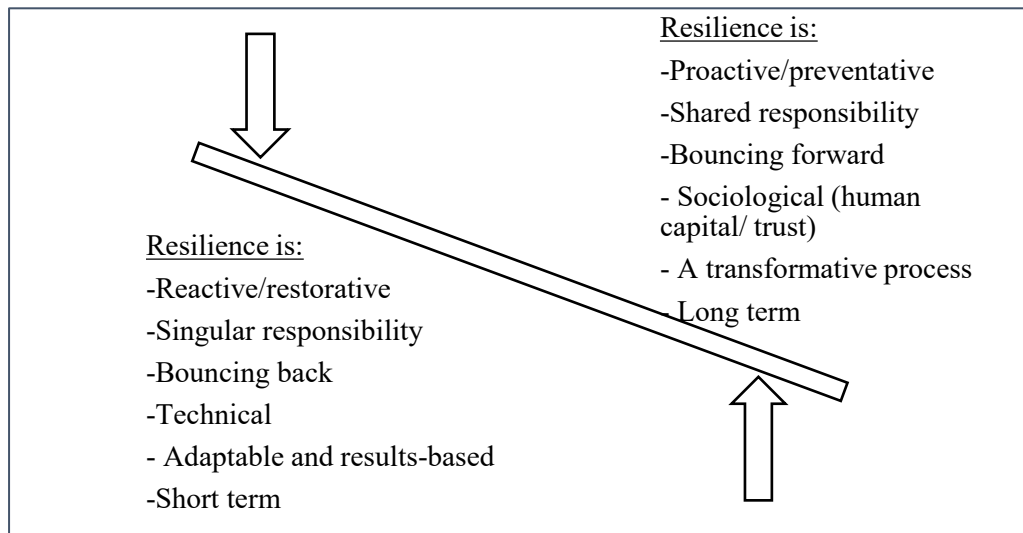 Resilience is:
-Proactive/preventative
-Shared responsibility
-Bouncing forward
- Sociological (human
capital/ trust)
- A transformative process
- Long term
Resilience is:
-Reactive/restorative
-Singular responsibility
-Bouncing back
-Technical
- Adaptable and results-based
-Short term